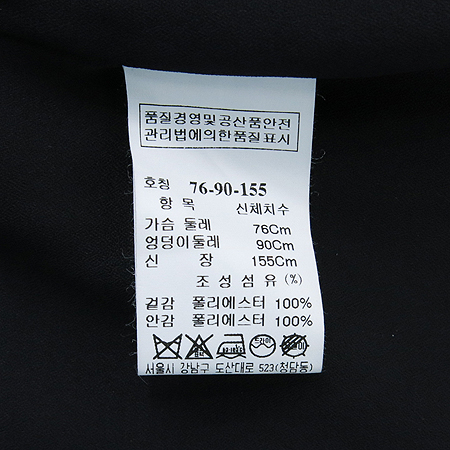 품질경영및공산품안전
관리법에의한품질표시
호칭 76-90-155
항 목 신체치수
가슴 둘레 76Cm
엉덩이둘레 90Cm
신 장 155Cm
조 성 섬 유 (%)
겉감 폴리에스터 100%
안감 폴리에스터 100%
드라이
서울시 강남구 도산대로 523(청담동)